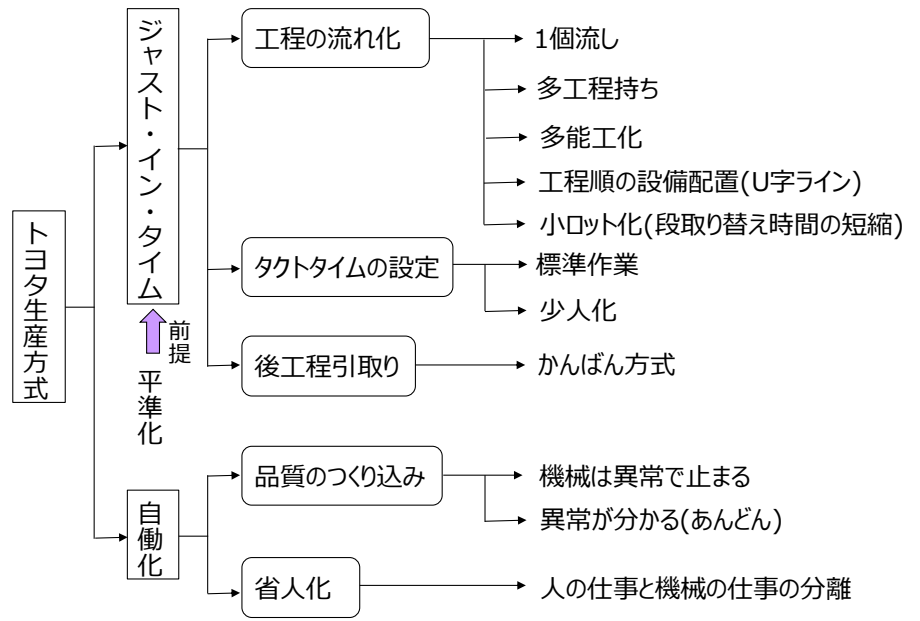 トヨタ生産方式
ジャスト・イン・タイム
前提
平準化
自働化
工程の流れ化
1個流し
多工程持ち
多能工化
工程順の設備配置(U字ライン)
小ロット化(段取り替え時間の短縮)
タクトタイムの設定
標準作業
少人化
後工程引取り
かんばん方式
品質のつくり込み
機械は異常で止まる
異常が分かる(あんどん)
省人化
人の仕事と機械の仕事の分離